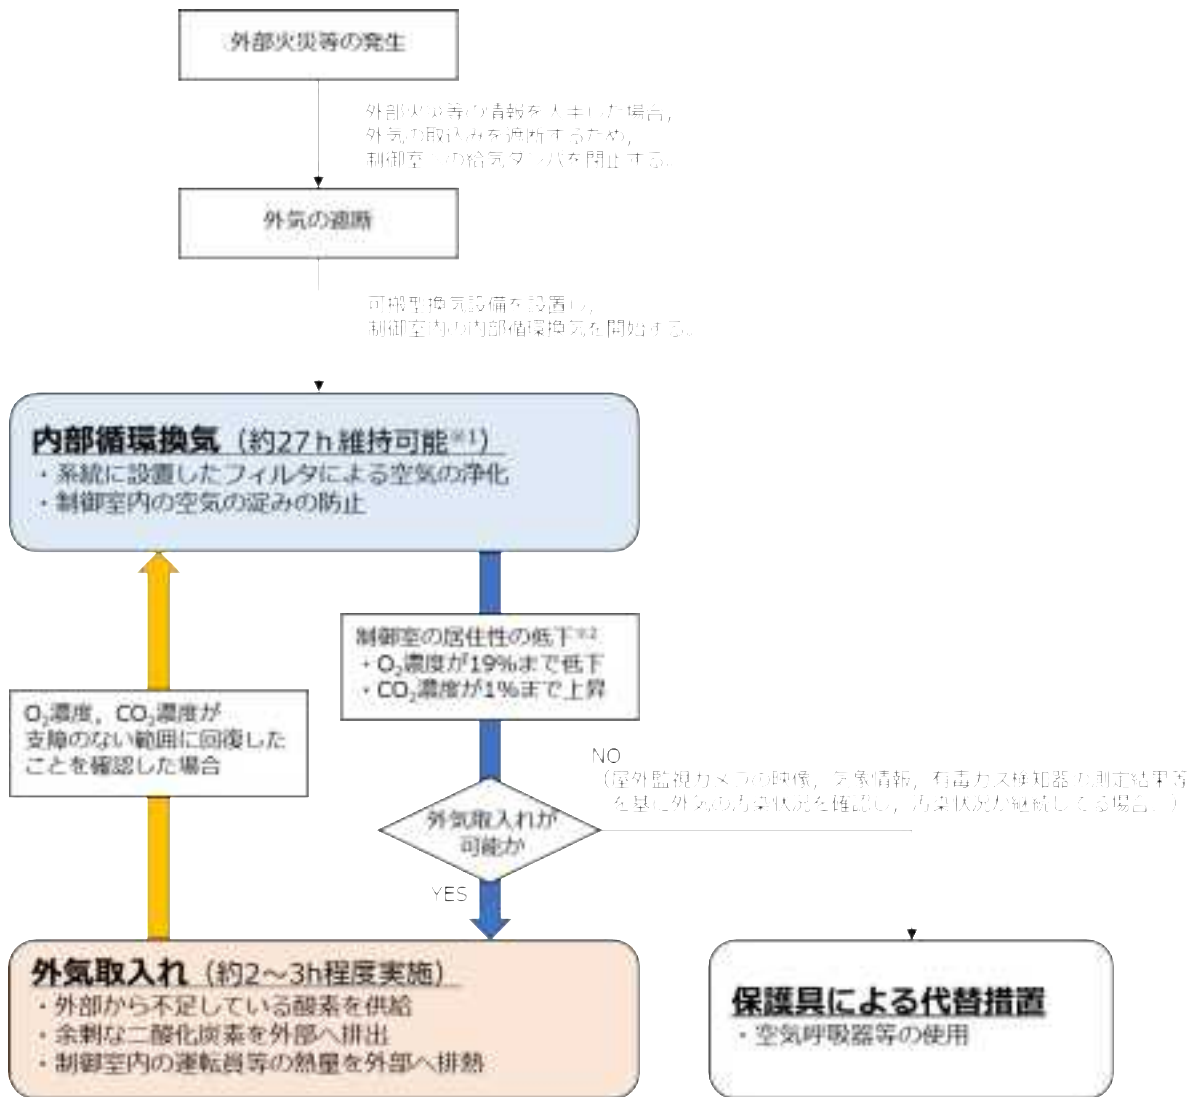 外部火災等の発生
外部火災等の情報を入手した場合,
外気の取込みを遮断するため,
制御室への給気ダンパを閉止する。
外気の遮断
可搬型換気設備を設置し,
制御室内の内部循環換気を開始する。
内部循環換気（約27ｈ維持可能※1）
・系統に設置したフィルタによる空気の浄化
・制御室内の空気の淀みの防止
制御室の居住性の低下※2
・O₂濃度が19%まで低下
・CO₂濃度が1%まで上昇
O₂濃度，CO₂濃度が
支障のない範囲に回復した
ことを確認した場合
NO
（屋外監視カメラの映像，気象情報，有毒ガス検知器の測定結果等
を基に外気の汚染状況を確認し，汚染状況が継続してる場合。）
外気取入れが
可能か
YES
外気取入れ（約2～3h程度実施）
・外部から不足している酸素を供給
・余剰な二酸化炭素を外部へ排出
・制御室内の運転員等の熱量を外部へ排熱
保護具による代替措置
・空気呼吸器等の使用